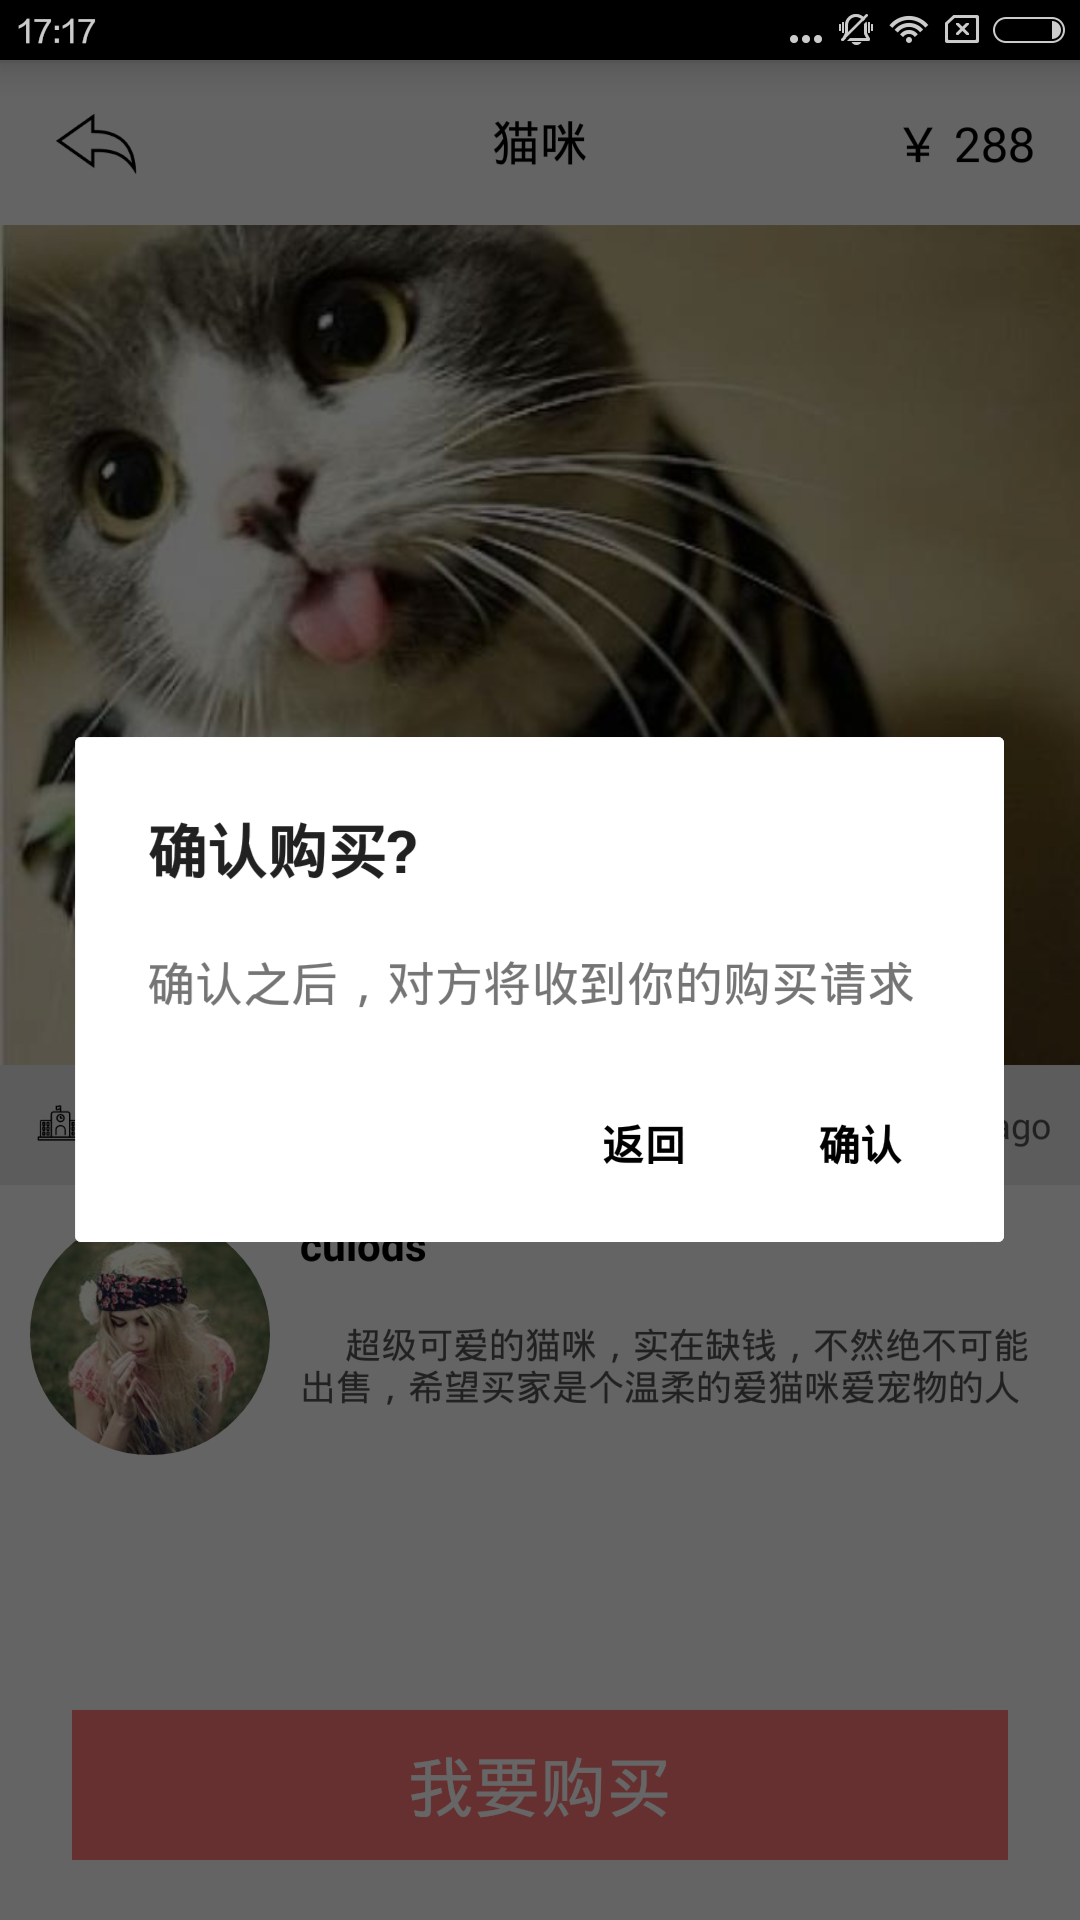 17:17
猫咪
¥ 288
确认购买?
确认之后，对方将收到你的购买请求
返回
确认
ago
culods
超级可爱的猫咪，实在缺钱，不然绝不可能
出售，希望买家是个温柔的爱猫咪爱宠物的人
我要购买